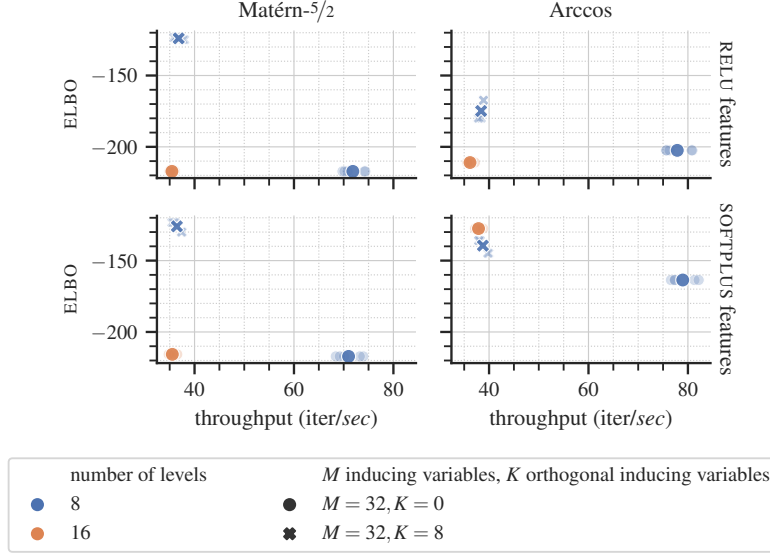 Matérn-5/2
Arccos
ELBO
−150
−200
RELU features
ELBO
−150
−200
SOFTPLUS features
40 60 80
40 60 80
throughput (iter/sec)
throughput (iter/sec)
number of levels
8
16
M inducing variables, K orthogonal inducing variables
M = 32, K = 0
M = 32, K = 8